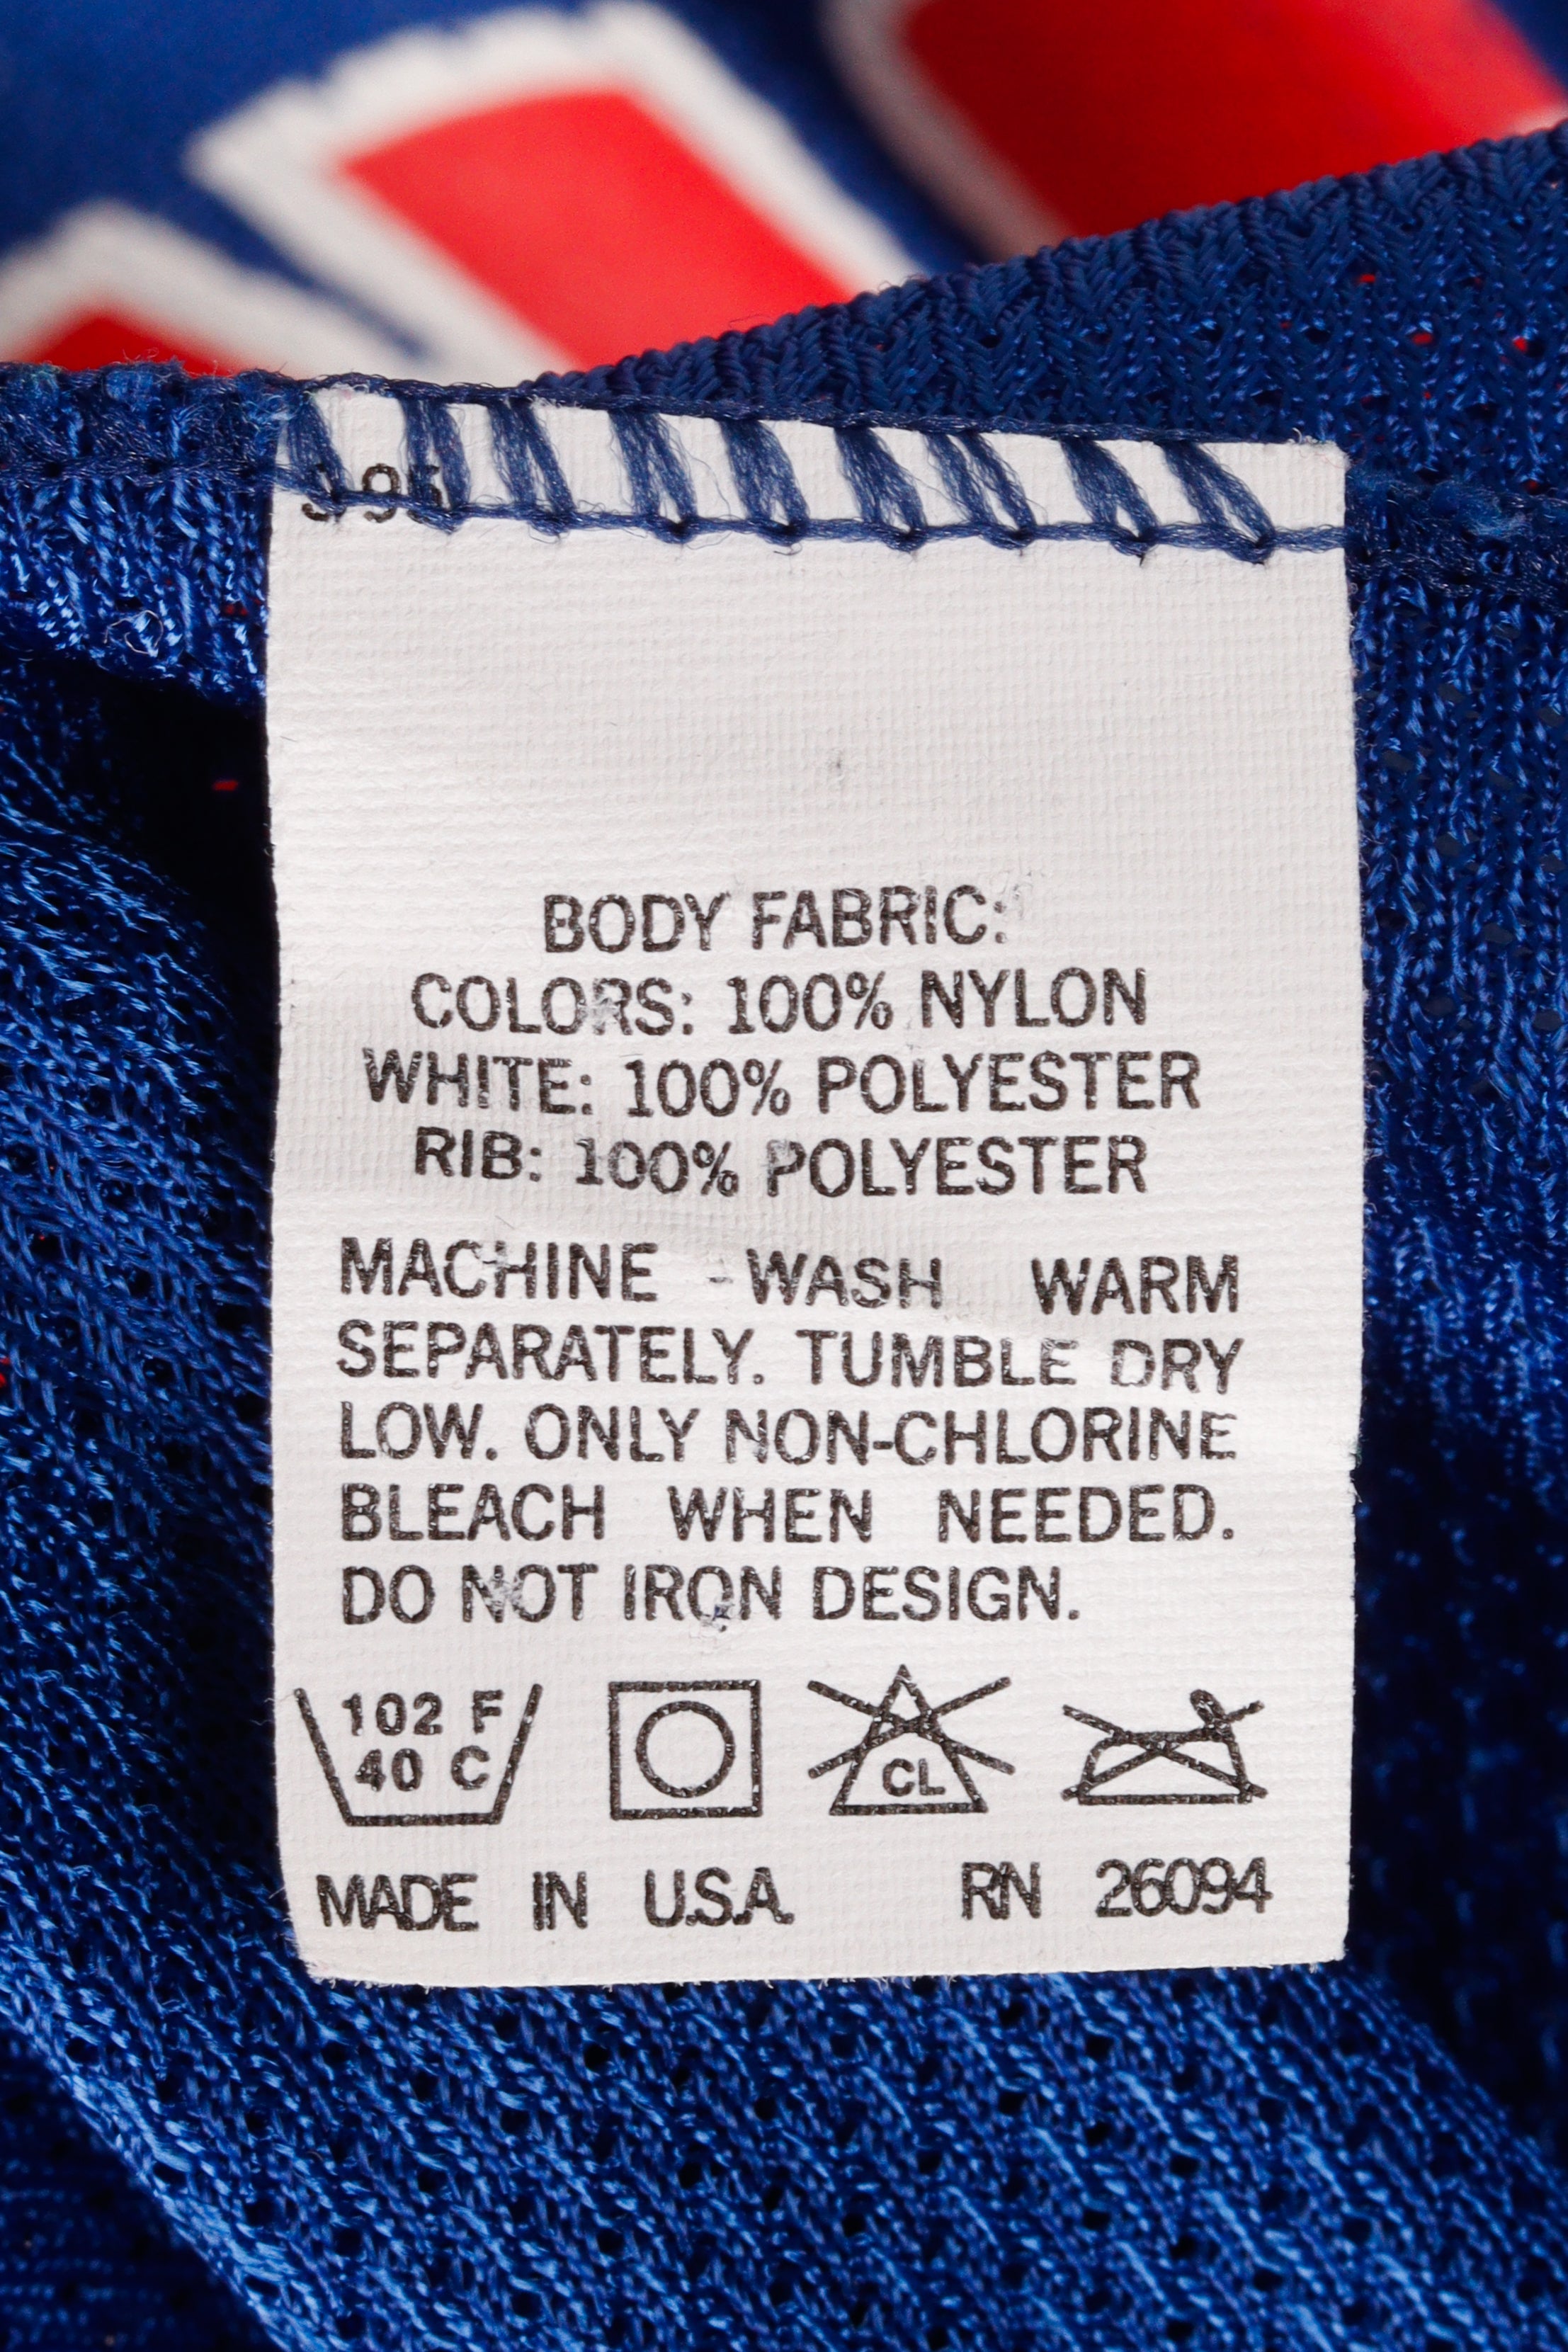 BODY FABRIC:
COLORS: 100% NYLON
WHITE: 100% POLYESTER
RIB: 100% POLYESTER
MACHINE - WASH WARM
SEPARATELY. TUMBLE DRY
LOW. ONLY NON-CHLORINE
BLEACH WHEN NEEDED.
DO NOT IRON DESIGN.
102 F
40 C
CL
MADE IN U.S.A. RN 26094